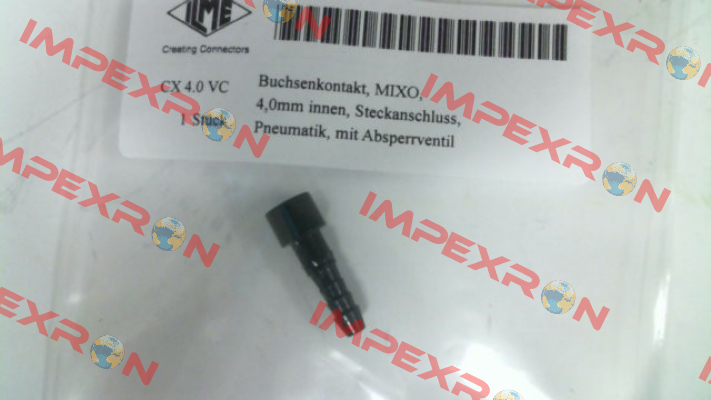 ILME
Creating Connectors
CX 4.0 VC
1 Stück
Buchsenkontakt, MIXO,
4,0mm innen, Steckanschluss,
Pneumatik, mit Absperrventil
IMPEXRON
IMPEXRON
IMPEXRON
IMPEXRON
IMPEXRON
IMPEXRON
IMPEXRON
IMPEXRON